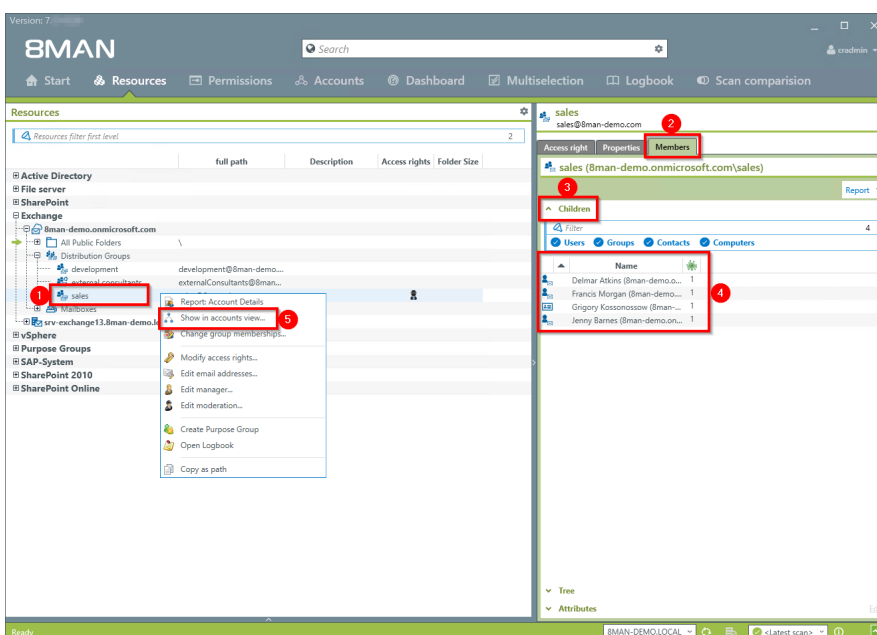 Version: 7.
8MAN
Search
cradmin
Start
Resources
Permissions
Accounts
Dashboard
Multiselection
Logbook
Scan comparision
Resources
Resources filter first level
2
full path
Description
Access rights
Folder Size
Active Directory
File server
SharePoint
Exchange
8man-demo.onmicrosoft.com
All Public Folders
\
Distribution Groups
development
development@8man-demo....
external consultants
externalConsultants@8man...
1
sales
Mailboxes
srv-exchange13.8man-demo.l
vSphere
Purpose Groups
SAP-System
SharePoint 2010
SharePoint Online
Report: Account Details
Show in accounts view...
5
Change group memberships...
Modify access rights...
Edit email addresses...
Edit manager...
Edit moderation...
Create Purpose Group
Open Logbook
Copy as path
sales
sales@8man-demo.com
2
Access right
Properties
Members
sales (8man-demo.onmicrosoft.com\sales)
3
Report
Children
Filter
4
Users
Groups
Contacts
Computers
Name
Delmar Atkins (8man-demo.o... 1
Francis Morgan (8man-demo.... 1
Grigory Kossonossow (8man-... 1
Jenny Barnes (8man-demo.on... 1
4
Tree
Attributes
Ready
8MAN-DEMO.LOCAL
<Latest scan>